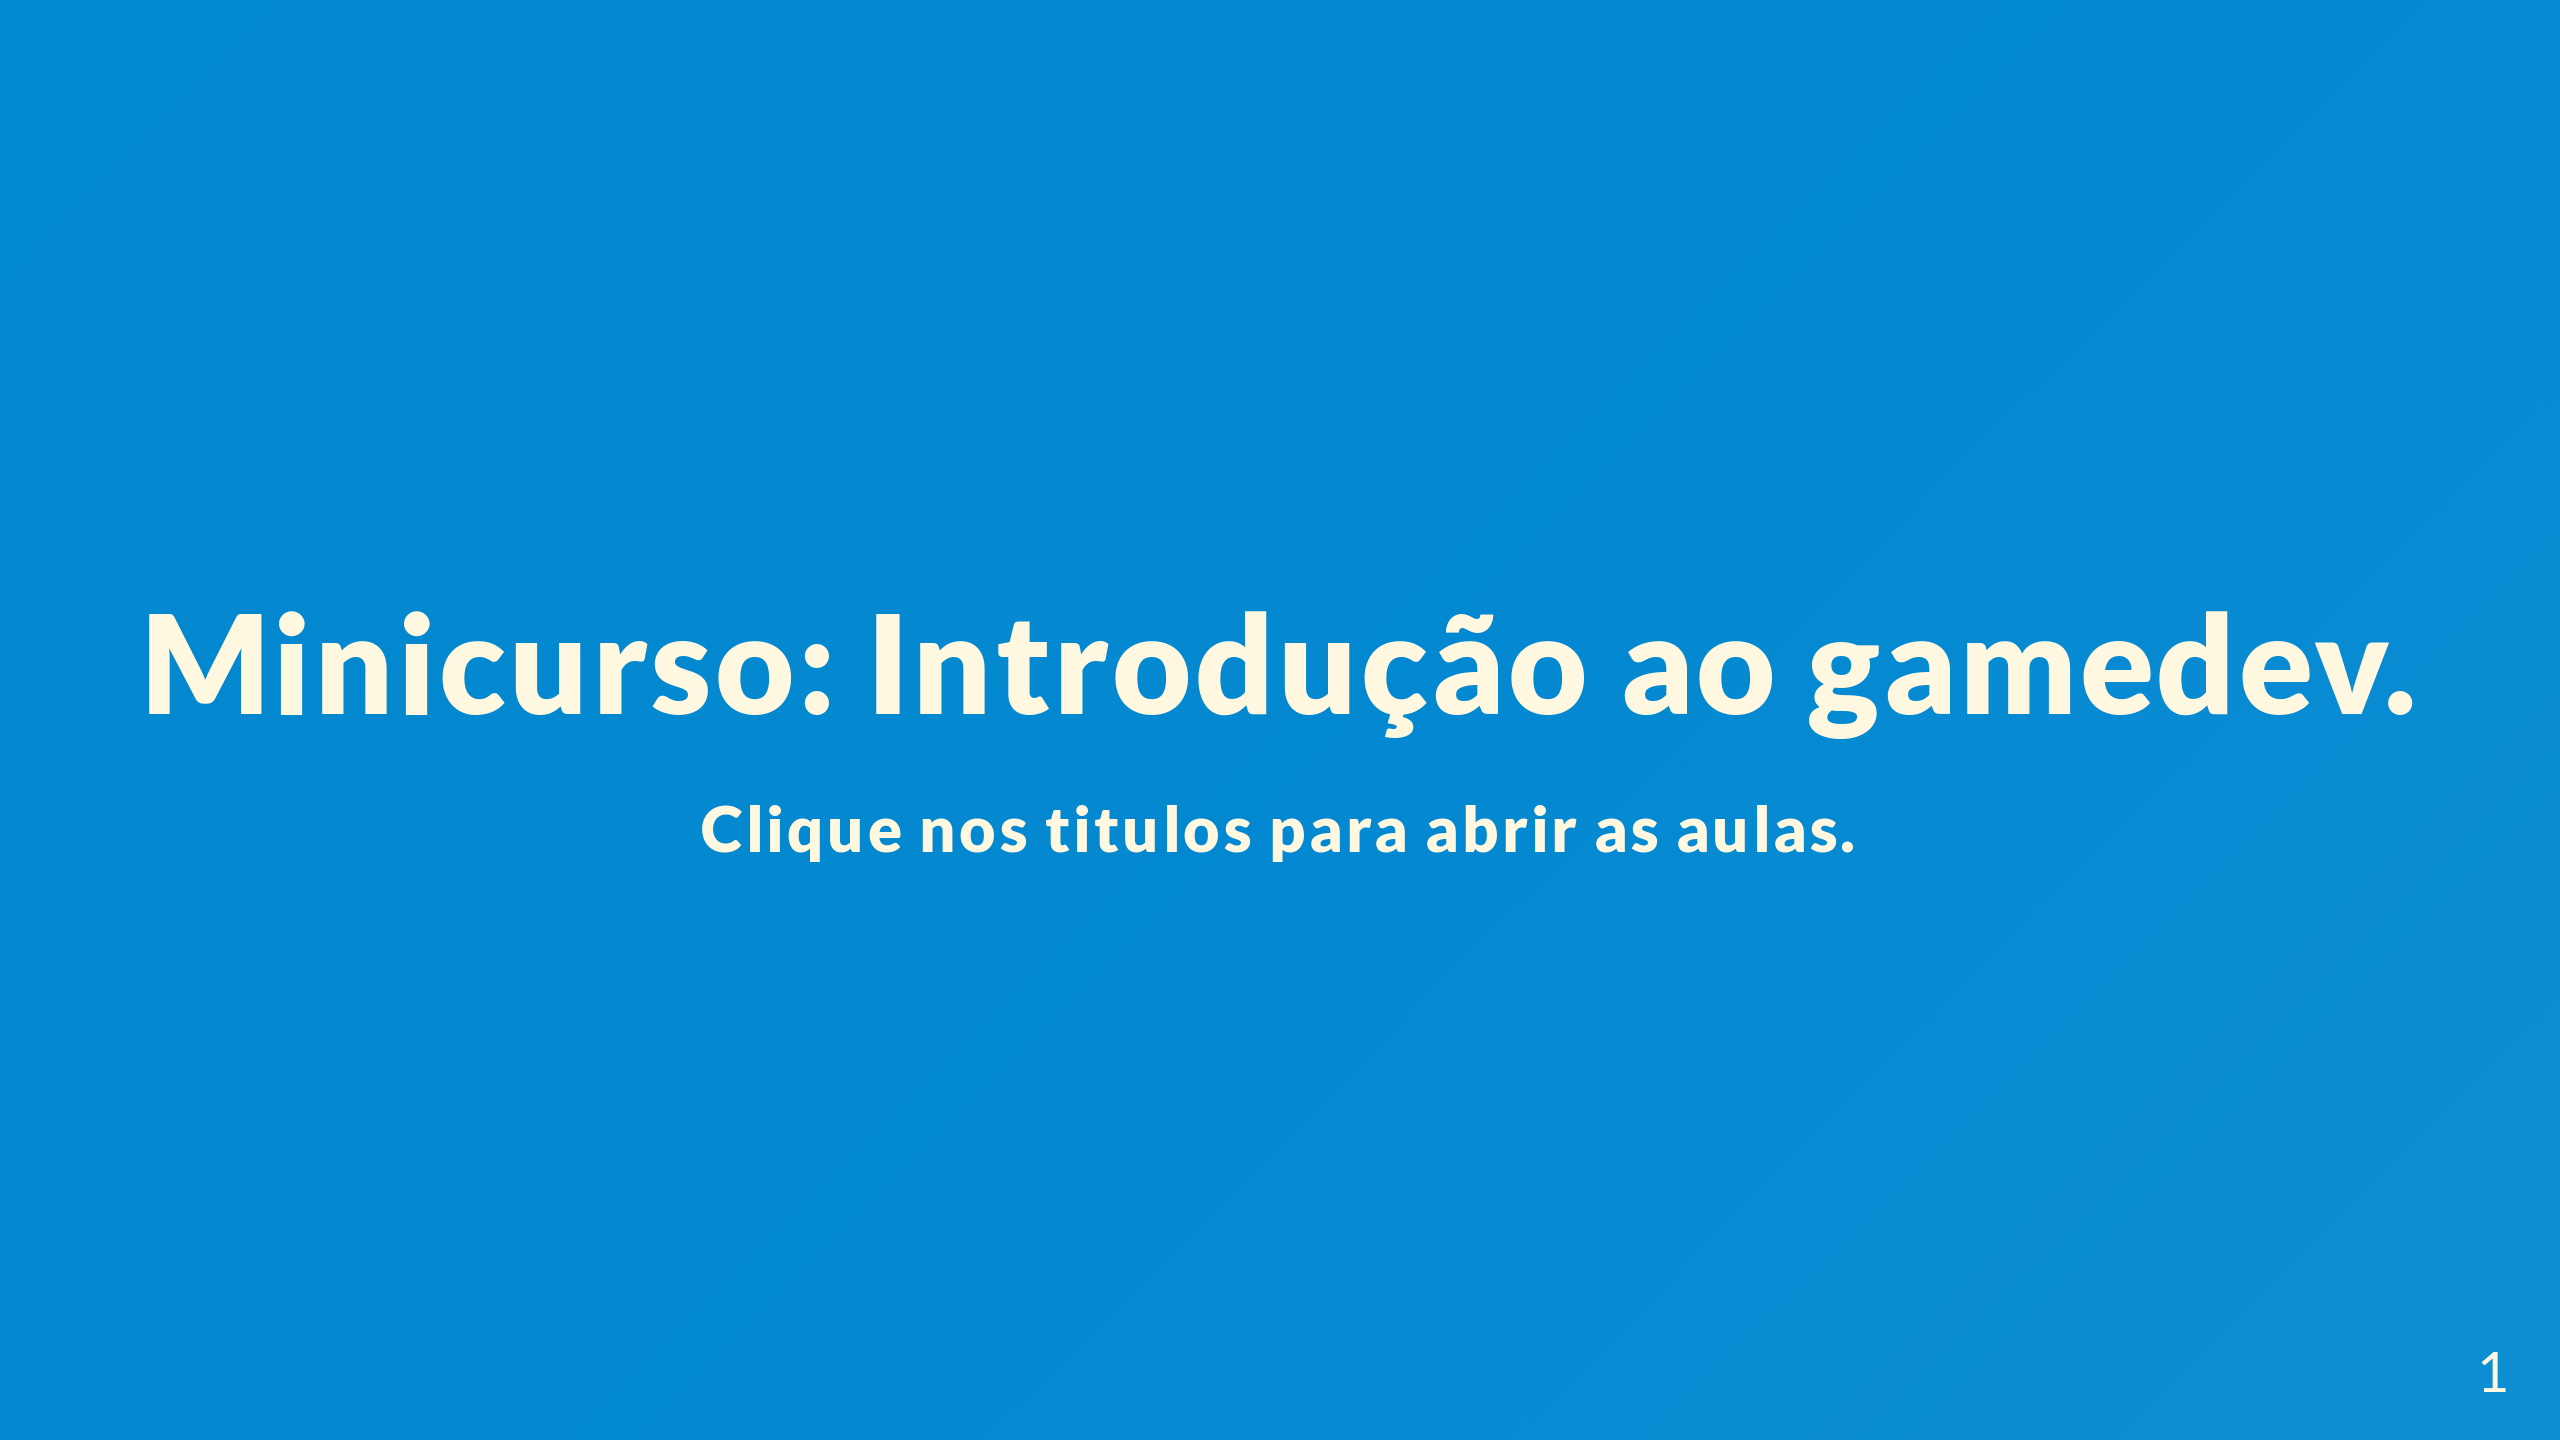 Minicurso: Introdução ao gamedev.
Clique nos titulos para abrir as aulas.
1